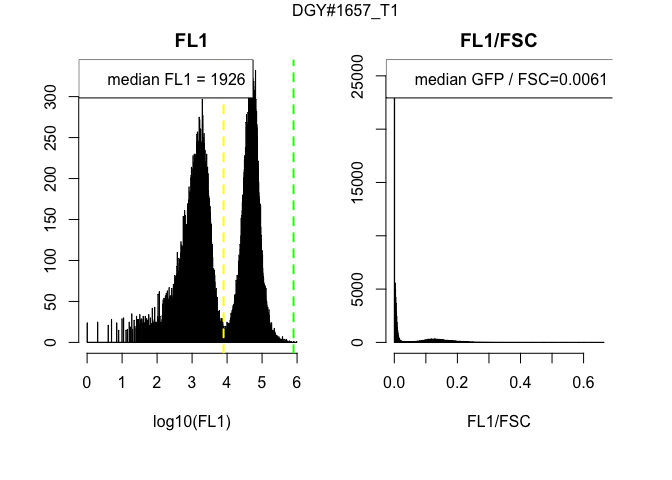 DGY#1657_T1
FL1
FL1/FSC
median FL1 = 1926
median GFP / FSC=0.0061
0 50 100 150 200 250 300
0 5000 15000 25000
0 1 2 3 4 5 6
0.0 0.2 0.4 0.6
log10(FL1)
FL1/FSC